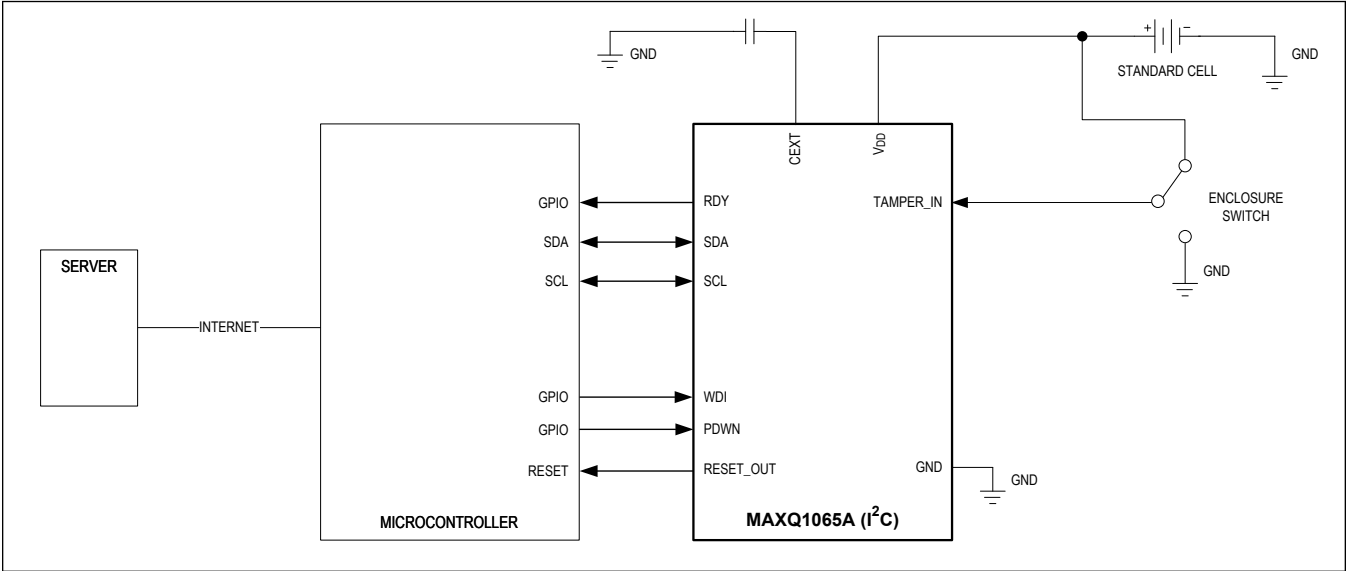 GND
+ -
STANDARD CELL
GND
CEXT
VDD
GPIO
RDY
TAMPER_IN
ENCLOSURE
SWITCH
SDA
SDA
SERVER
SCL
SCL
GND
INTERNET
GPIO
WDI
GPIO
PDWN
RESET
RESET_OUT
GND
GND
MICROCONTROLLER
MAXQ1065A (I²C)